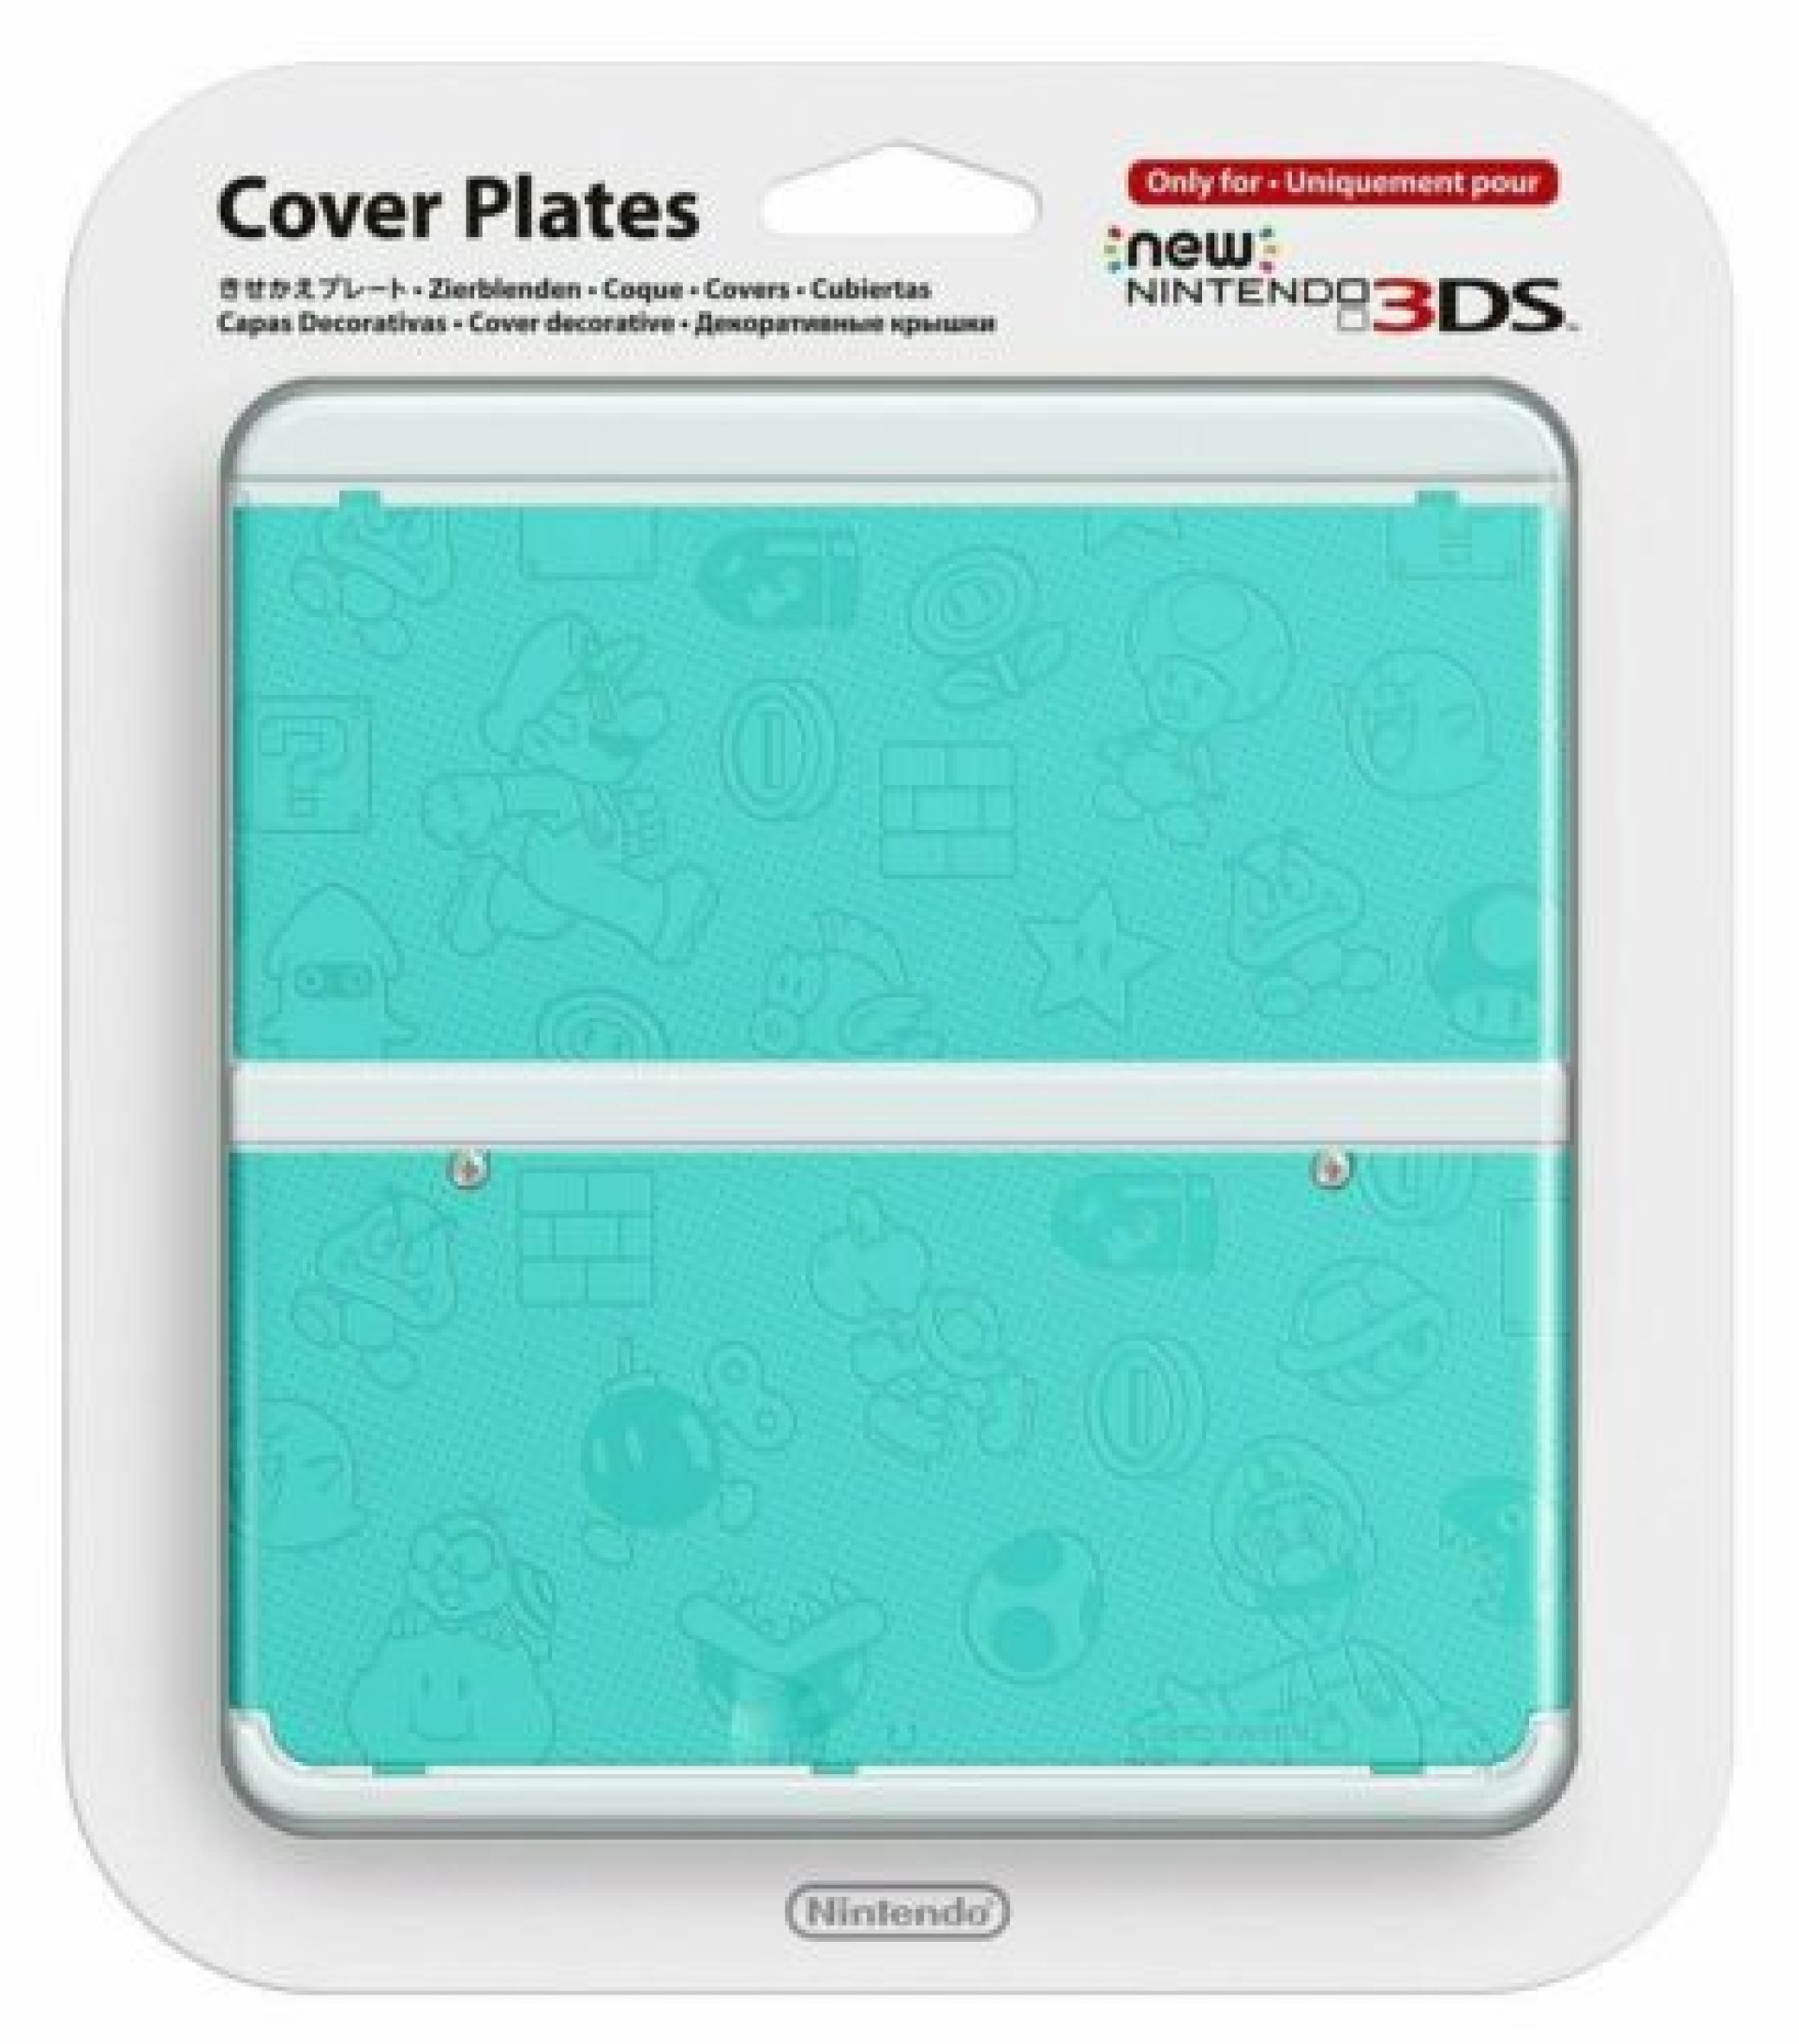 Cover Plates
Only for • Uniquement pour
new
NINTENDO 3DS™
きせかえプレート • Zierblenden • Coque • Covers • Cubiertas
Capas Decorativas • Cover decorative • Декоративные крышки
?
Nintendo®